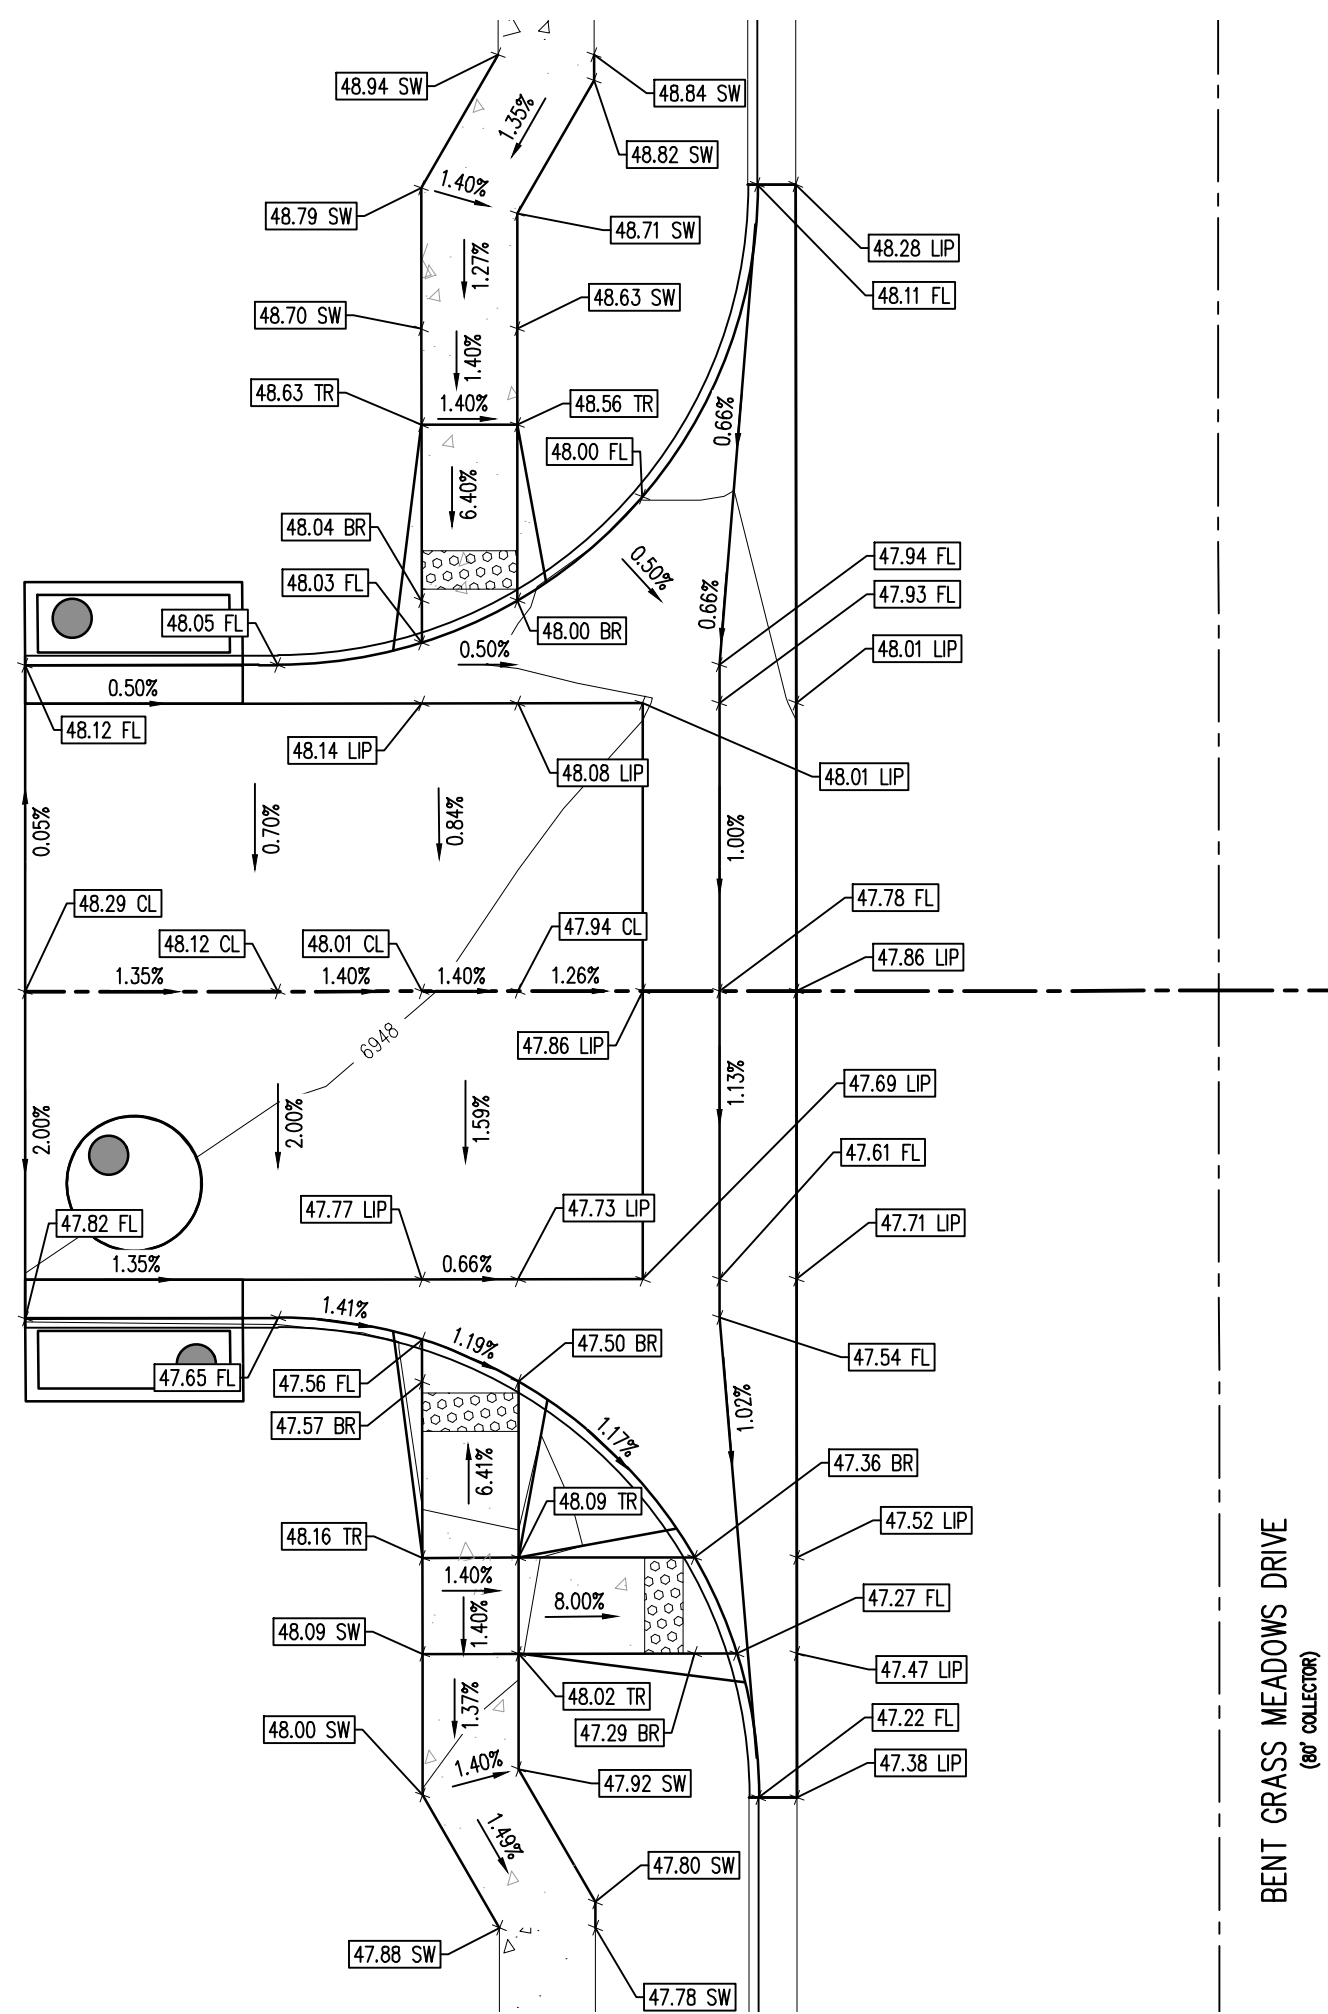 48.94 SW
48.84 SW
1.35%
48.82 SW
1.40%
48.79 SW
48.71 SW
48.28 LIP
1.27%
48.11 FL
48.70 SW
48.63 SW
1.40%
48.63 TR
1.40%
48.56 TR
0.66%
48.00 FL
6.40%
48.04 BR
0.50%
47.94 FL
48.03 FL
47.93 FL
0.66%
48.05 FL
48.00 BR
0.50%
48.01 LIP
0.50%
48.12 FL
48.14 LIP
48.08 LIP
48.01 LIP
0.05%
0.70%
0.84%
1.00%
48.29 CL
47.78 FL
48.12 CL
48.01 CL
47.94 CL
47.86 LIP
1.35%
1.40%
1.40%
1.26%
6948
47.86 LIP
47.69 LIP
1.13%
2.00%
2.00%
1.59%
47.61 FL
47.82 FL
47.77 LIP
47.73 LIP
47.71 LIP
1.35%
0.66%
1.41%
1.19%
47.50 BR
47.54 FL
47.65 FL
47.56 FL
47.57 BR
1.02%
1.17%
6.41%
47.36 BR
48.09 TR
47.52 LIP
48.16 TR
1.40%
8.00%
47.27 FL
1.40%
48.09 SW
47.47 LIP
48.02 TR
1.37%
47.29 BR
47.22 FL
48.00 SW
1.40%
47.38 LIP
47.92 SW
1.49%
47.80 SW
47.88 SW
47.78 SW
BENT GRASS MEADOWS DRIVE
(80' COLLECTOR)